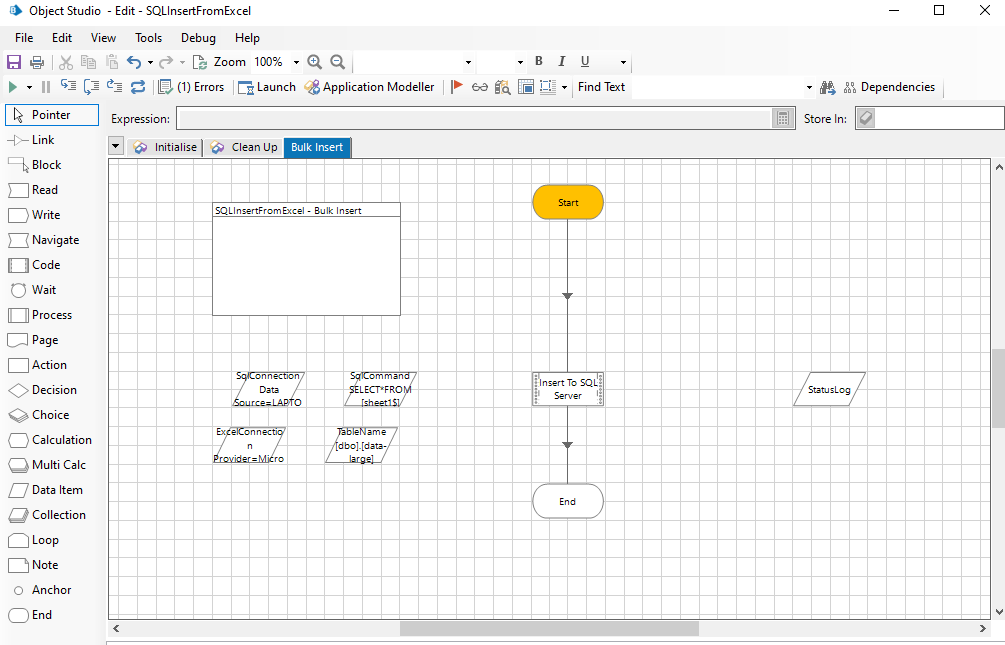 Object Studio - Edit - SQLInsertFromExcel
File Edit View Tools Debug Help
Zoom 100% B I U
(1) Errors Launch Application Modeller Find Text Dependencies
Pointer
Link
Block
Read
Write
Navigate
Code
Wait
Process
Page
Action
Decision
Choice
Calculation
Multi Calc
Data Item
Collection
Loop
Note
Anchor
End
Expression: Store In:
Initialise Clean Up Bulk Insert
Start
SQLInsertFromExcel - Bulk Insert
SqlConnection
Data
Source=LAPTO
SqlCommand
SELECT*FROM
[sheet1$]
Insert To SQL
Server
StatusLog
ExcelConnectio
n
Provider=Micro
TableName
[dbo].[data-
large]
End